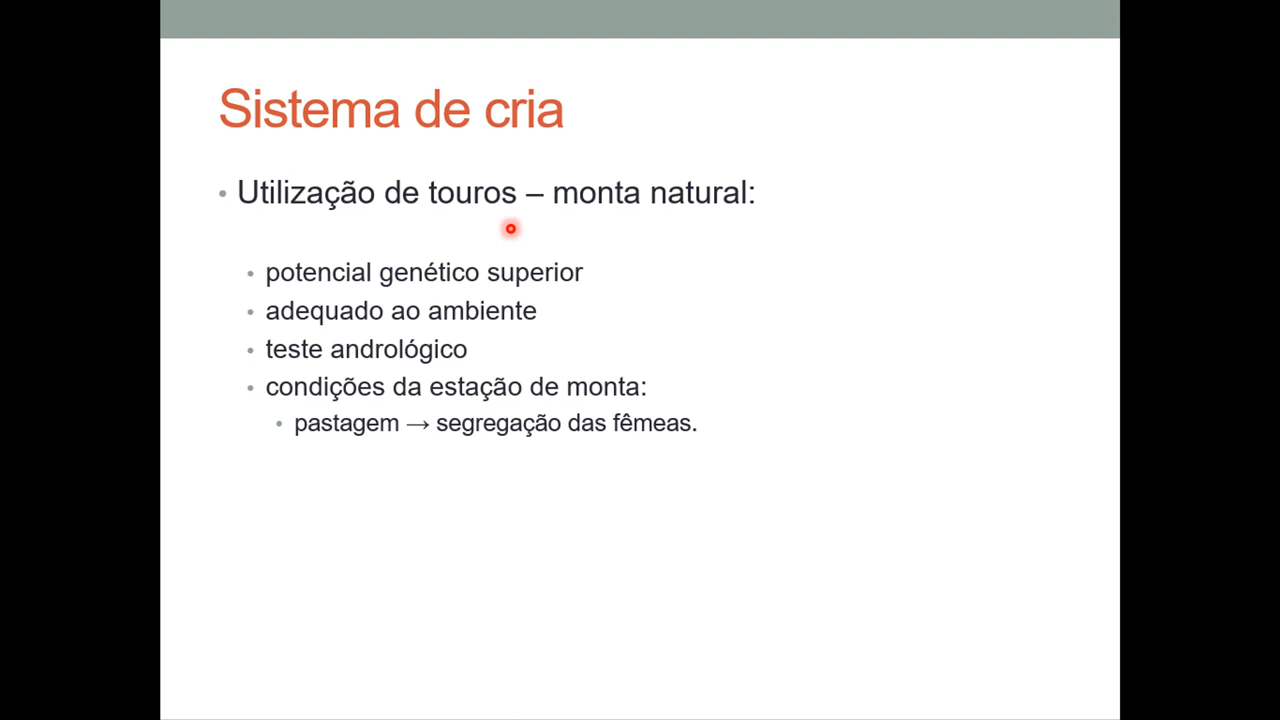 Sistema de cria
• Utilização de touros – monta natural:
• potencial genético superior
• adequado ao ambiente
• teste andrológico
• condições da estação de monta:
• pastagem → segregação das fêmeas.